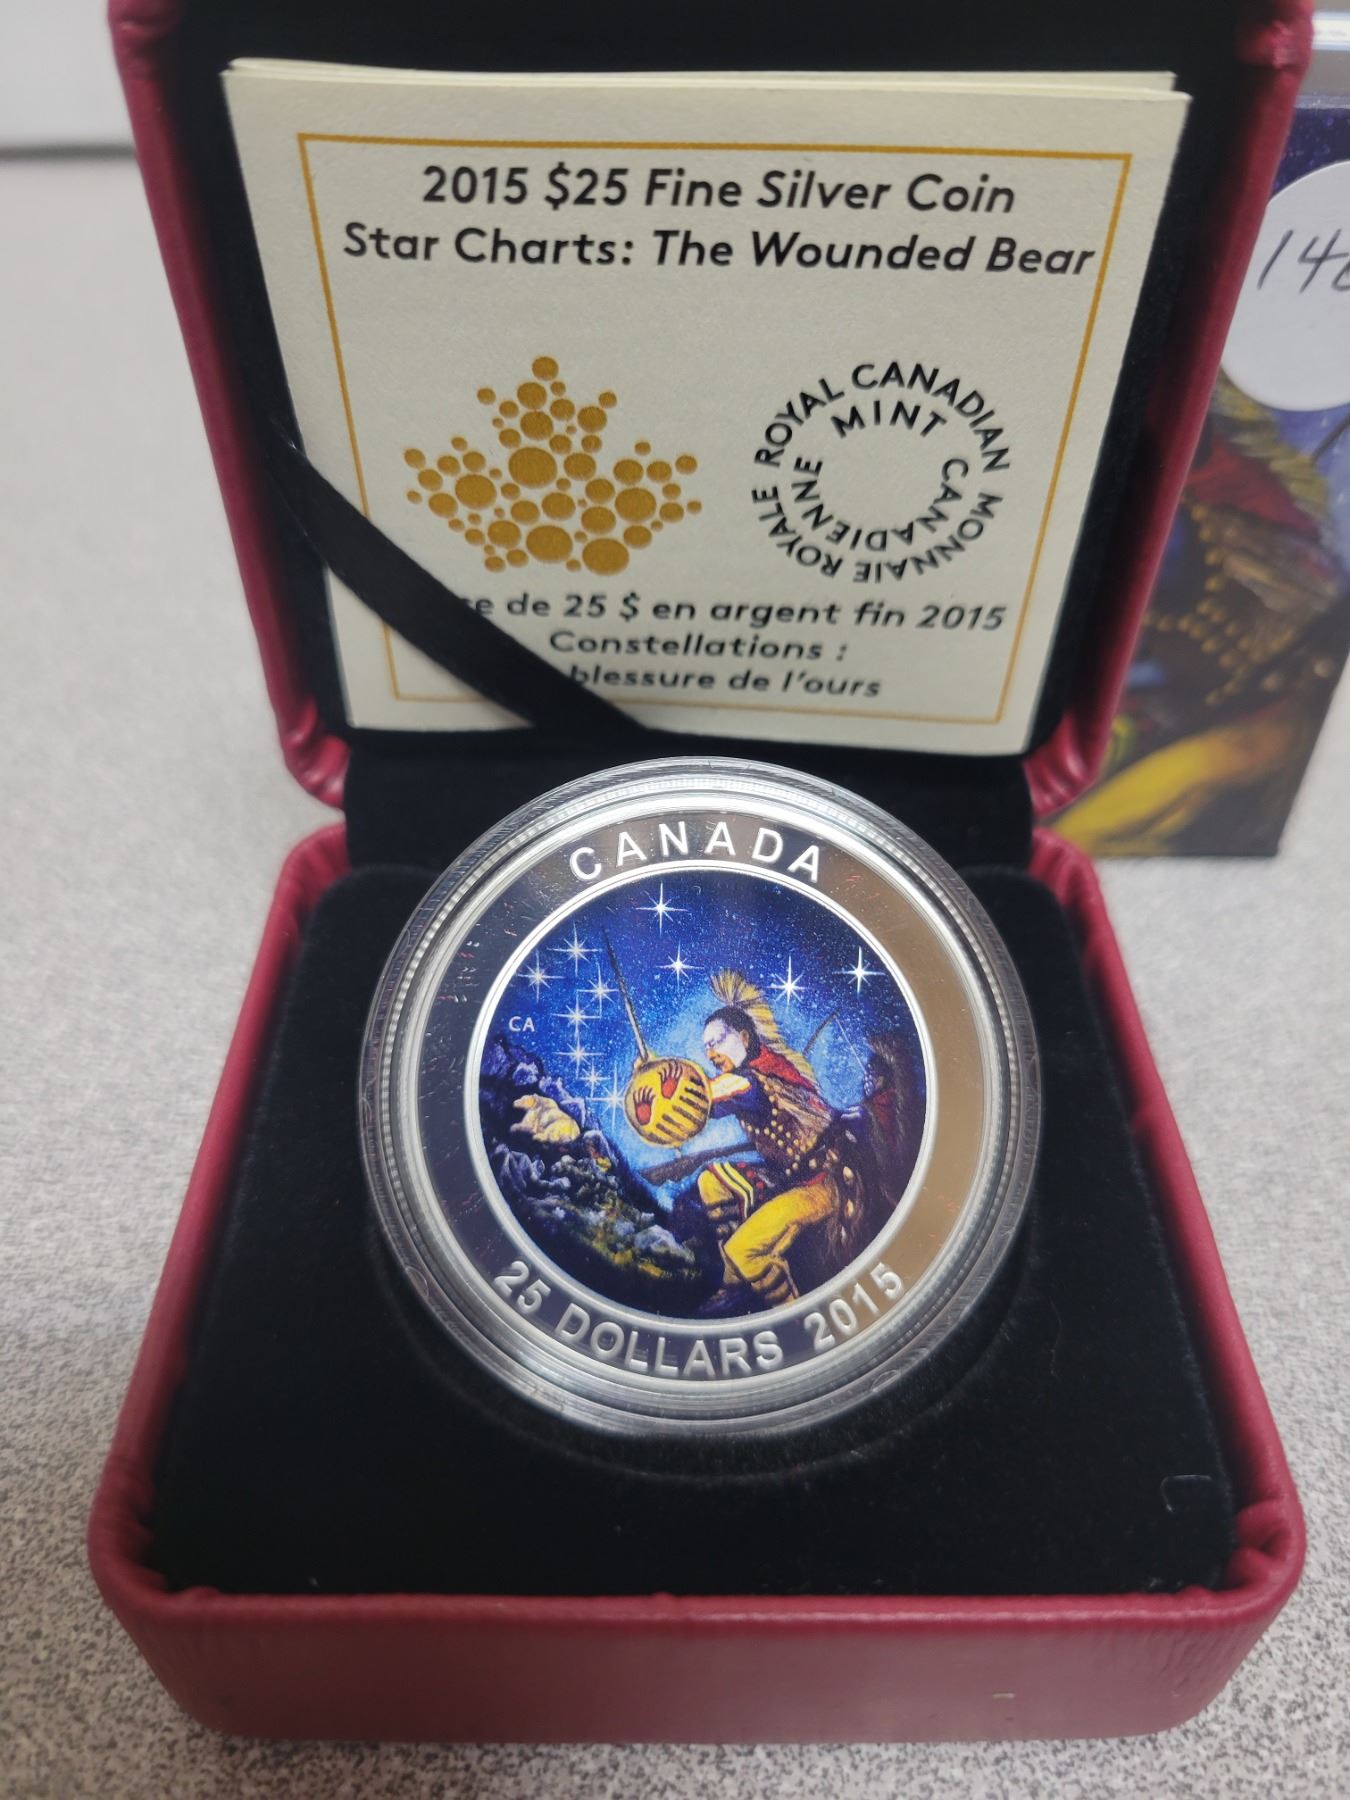 2015 $25 Fine Silver Coin
Star Charts: The Wounded Bear
ROYAL CANADIAN
MINT
MONNAIE ROYALE
CANADIENNE
de 25 $ en argent fin 2015
Constellations :
blessure de l'ours
CANADA
CA
25 DOLLARS 2015